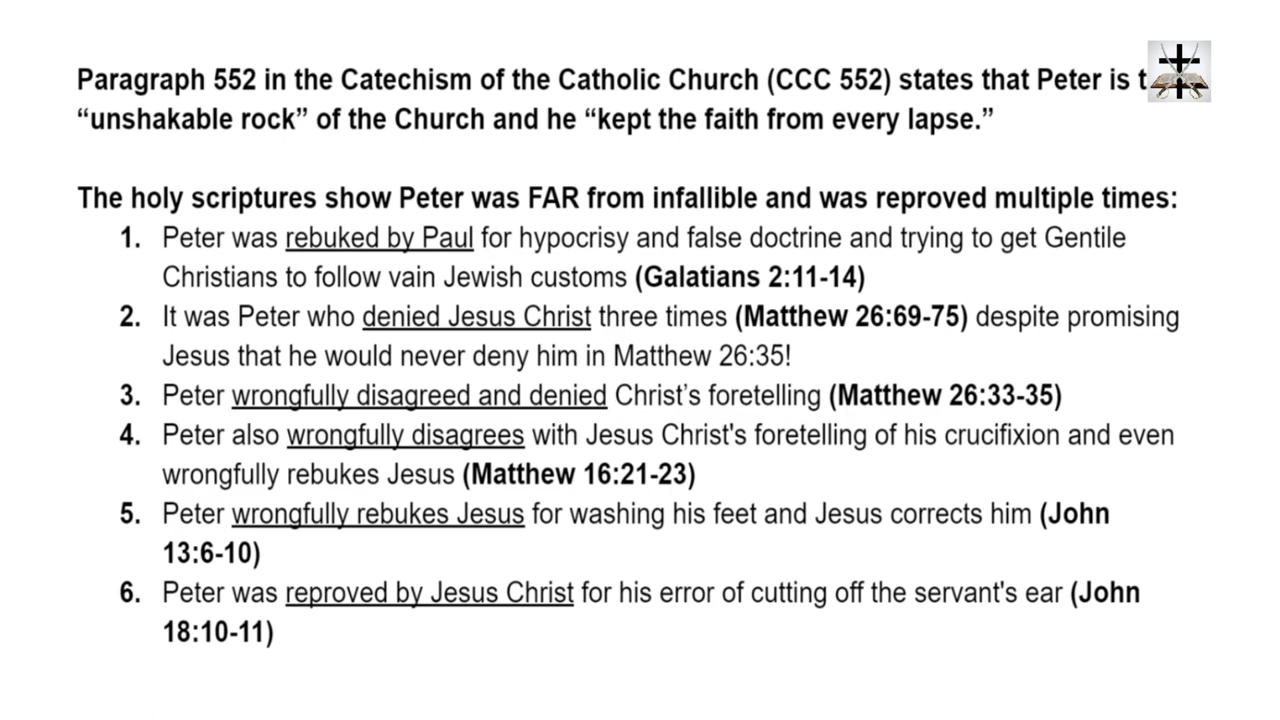 Paragraph 552 in the Catechism of the Catholic Church (CCC 552) states that Peter is
“unshakable rock” of the Church and he “kept the faith from every lapse.”
The holy scriptures show Peter was FAR from infallible and was reproved multiple times:
1. Peter was rebuked by Paul for hypocrisy and false doctrine and trying to get Gentile
Christians to follow vain Jewish customs (Galatians 2:11-14)
2. It was Peter who denied Jesus Christ three times (Matthew 26:69-75) despite promising
Jesus that he would never deny him in Matthew 26:35!
3. Peter wrongfully disagreed and denied Christ’s foretelling (Matthew 26:33-35)
4. Peter also wrongfully disagrees with Jesus Christ's foretelling of his crucifixion and even
wrongfully rebukes Jesus (Matthew 16:21-23)
5. Peter wrongfully rebukes Jesus for washing his feet and Jesus corrects him (John
13:6-10)
6. Peter was reproved by Jesus Christ for his error of cutting off the servant's ear (John
18:10-11)